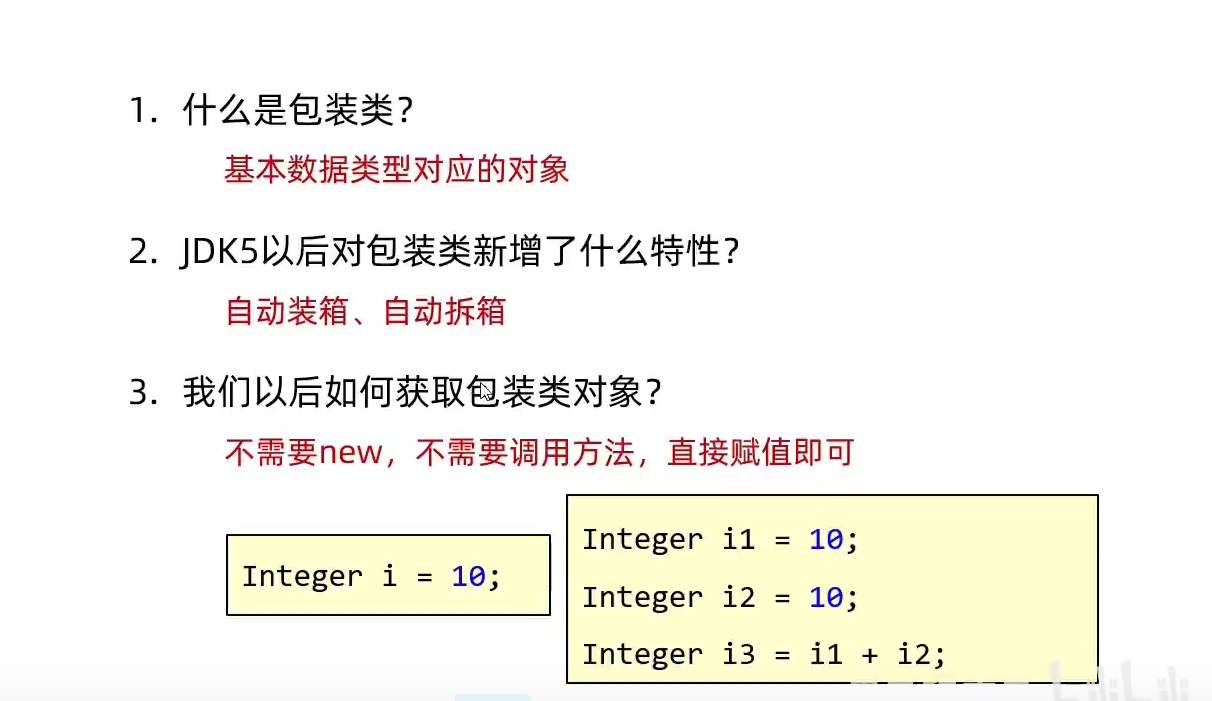 1. 什么是包装类?
基本数据类型对应的对象
2. JDK5以后对包装类新增了什么特性?
自动装箱、自动拆箱
3. 我们以后如何获取包装类对象?
不需要new，不需要调用方法，直接赋值即可
Integer i = 10;
Integer i1 = 10;
Integer i2 = 10;
Integer i3 = i1 + i2;